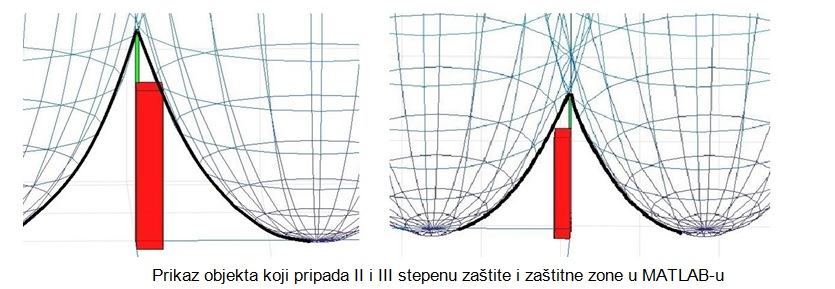 Prikaz objekta koji pripada II i III stepenu zaštite i zaštitne zone u MATLAB-u